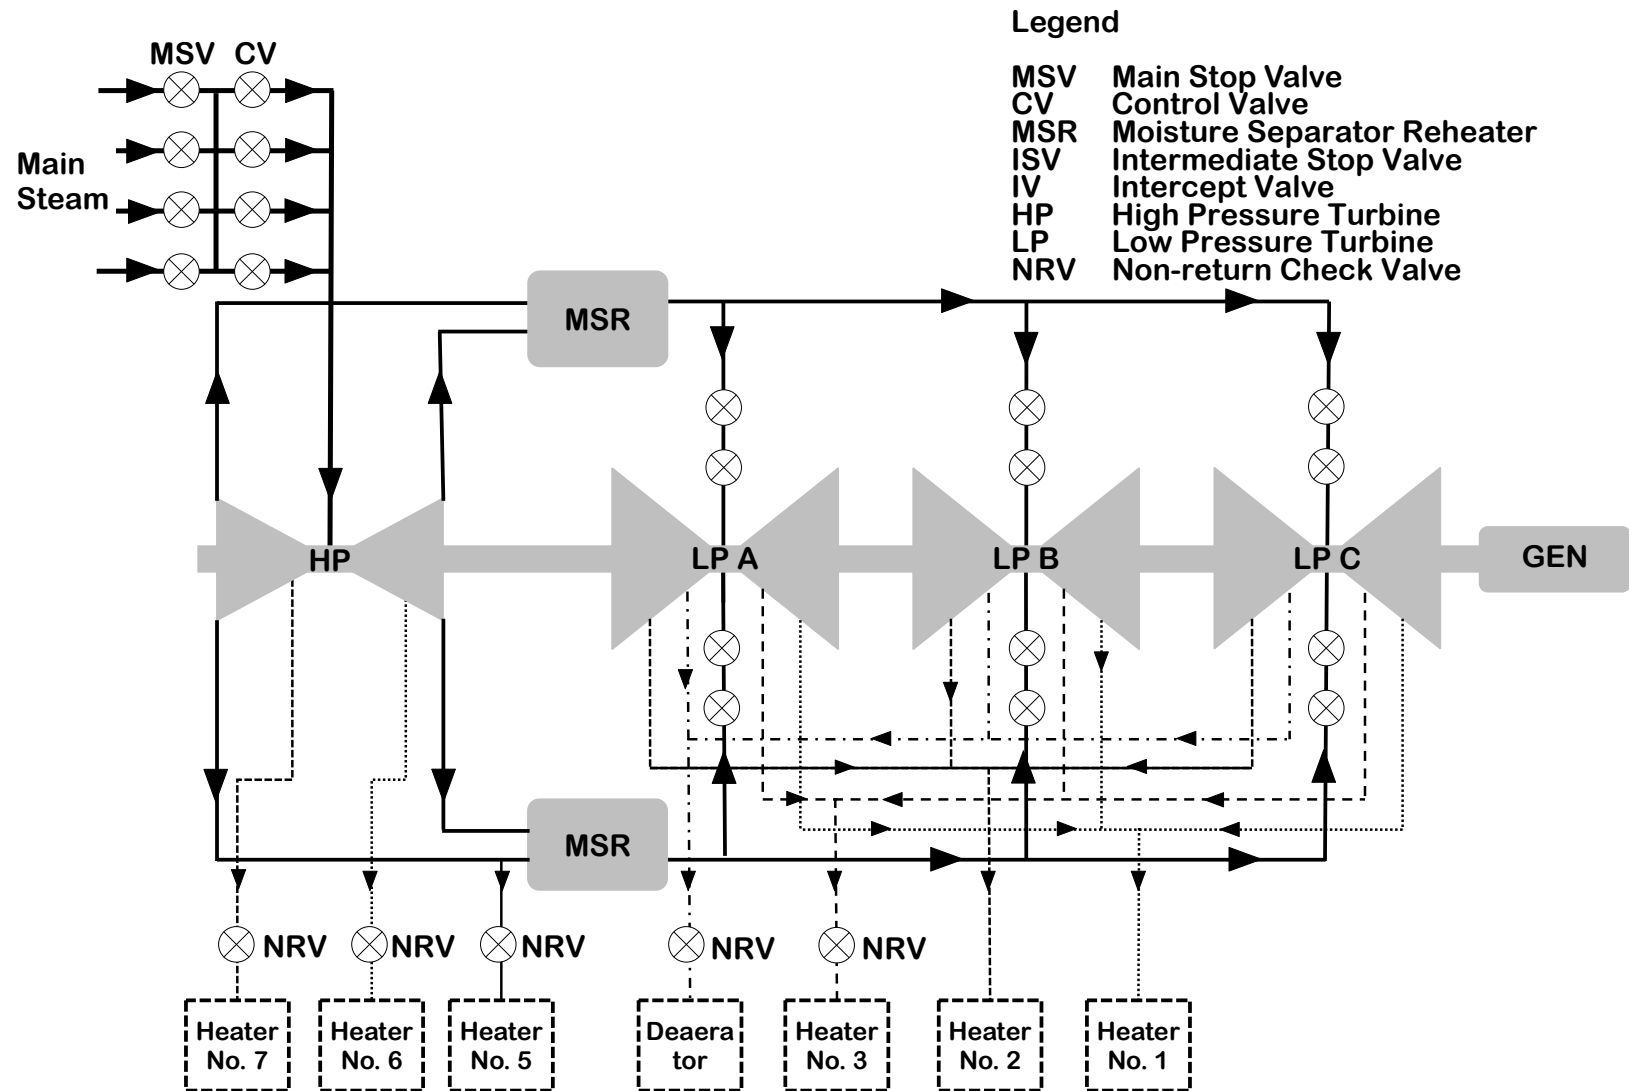 Legend
MSV CV
MSV Main Stop Valve
CV Control Valve
MSR Moisture Separator Reheater
ISV Intermediate Stop Valve
IV Intercept Valve
HP High Pressure Turbine
LP Low Pressure Turbine
NRV Non-return Check Valve
Main
Steam
MSR
HP
LP A
LP B
LP C
GEN
MSR
NRV
NRV
NRV
NRV
NRV
Heater
No. 7
Heater
No. 6
Heater
No. 5
Deaera
tor
Heater
No. 3
Heater
No. 2
Heater
No. 1